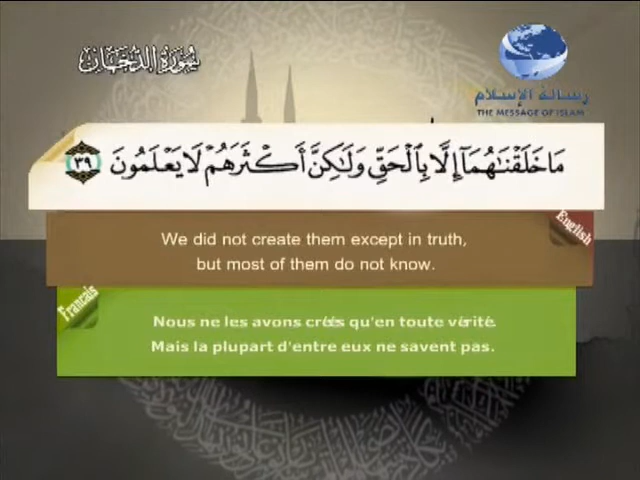 سورة الدخان
رسالة الإسلام
THE MESSAGE OF ISLAM
مَا خَلَقْنَٰهُمَآ إِلَّا بِٱلْحَقِّ وَلَٰكِنَّ أَكْثَرَهُمْ لَا يَعْلَمُونَ ٣٩
English
We did not create them except in truth,
but most of them do not know.
Francais
Nous ne les avons créés qu'en toute vérité.
Mais la plupart d'entre eux ne savent pas.